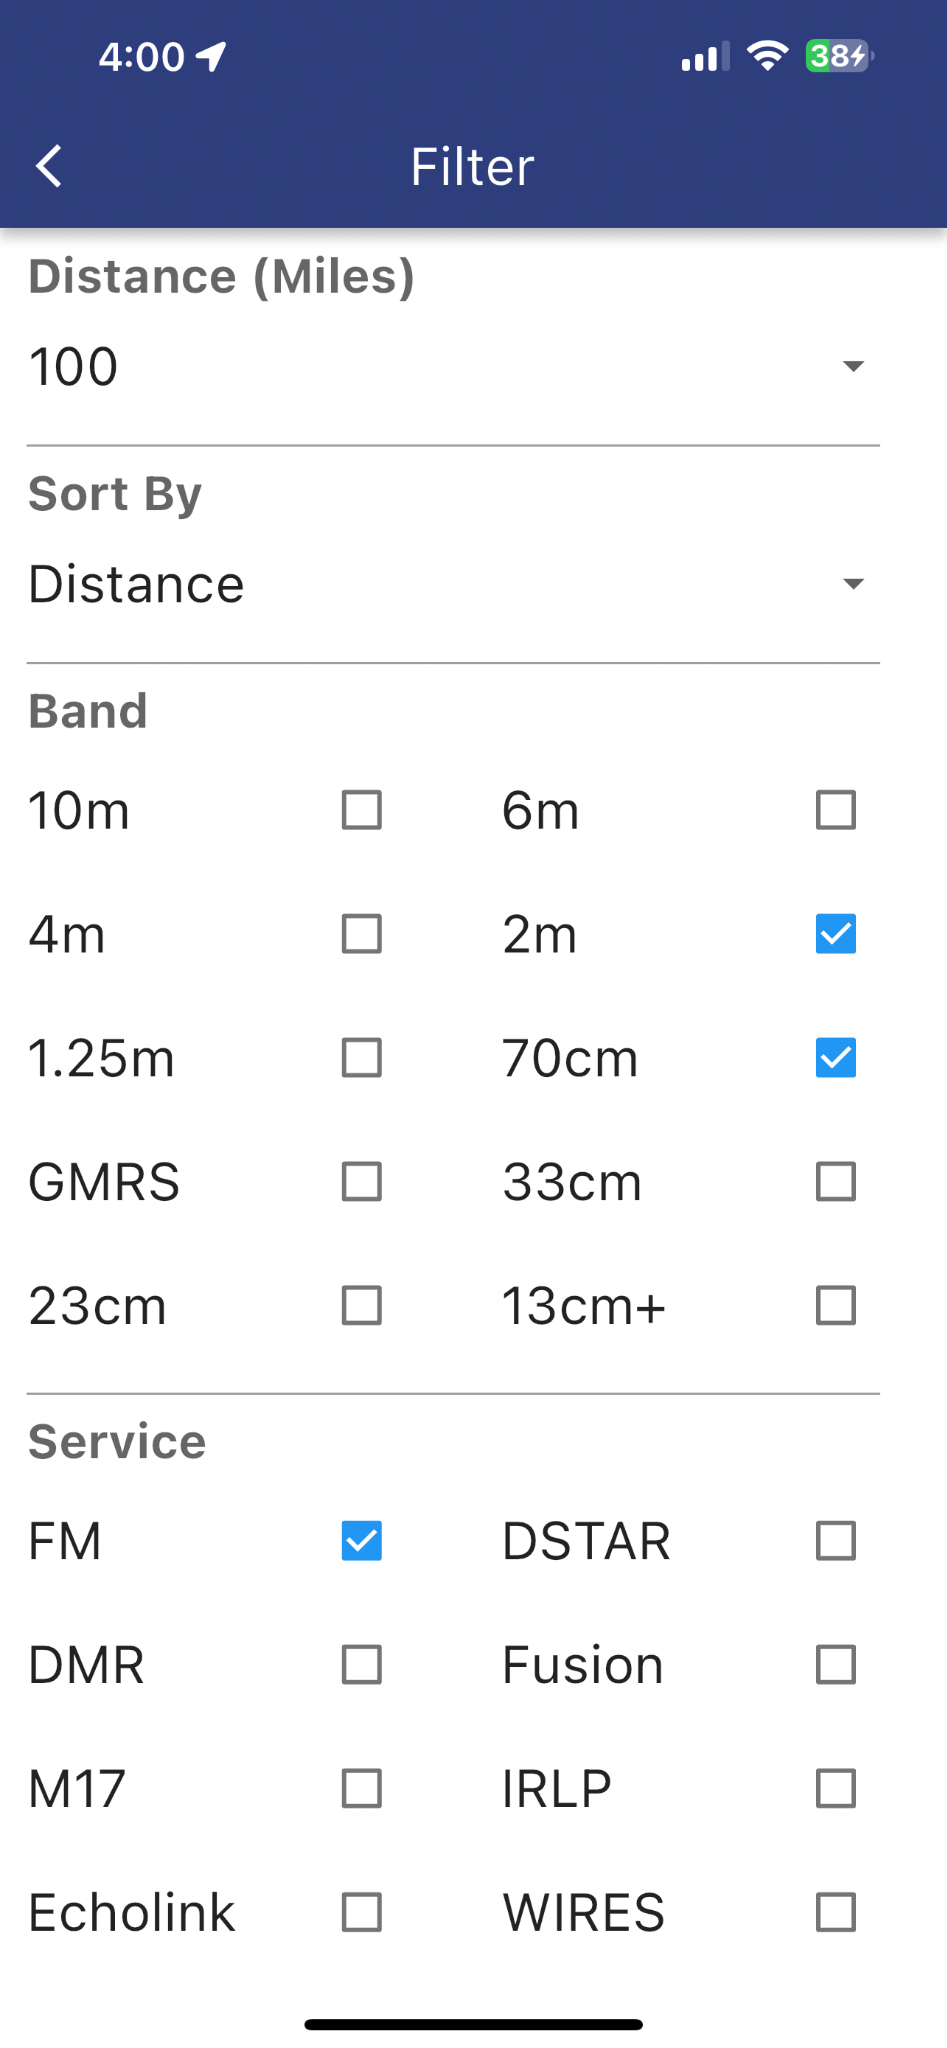 4:00
38
Filter
Distance (Miles)
100
Sort By
Distance
Band
10m 6m
4m 2m
1.25m 70cm
GMRS 33cm
23cm 13cm+
Service
FM DSTAR
DMR Fusion
M17 IRLP
Echolink WIRES